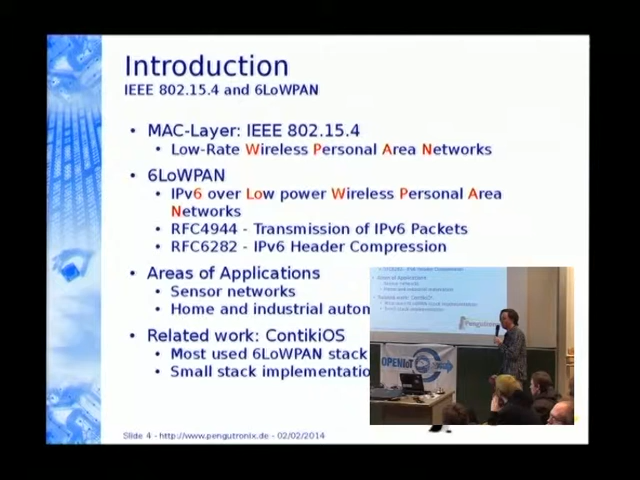 Introduction
IEEE 802.15.4 and 6LoWPAN
• MAC-Layer: IEEE 802.15.4
• Low-Rate Wireless Personal Area Networks
• 6LoWPAN
• IPv6 over Low power Wireless Personal Area
Networks
• RFC4944 - Transmission of IPv6 Packets
• RFC6282 - IPv6 Header Compression
• Areas of Applications
• Sensor networks
• Home and industrial autom
• Related work: ContikiOS
• Most used 6LoWPAN stack
• Small stack implementatio
Slide 4 - http://www.pengutronix.de - 02/02/2014
OPENIoT